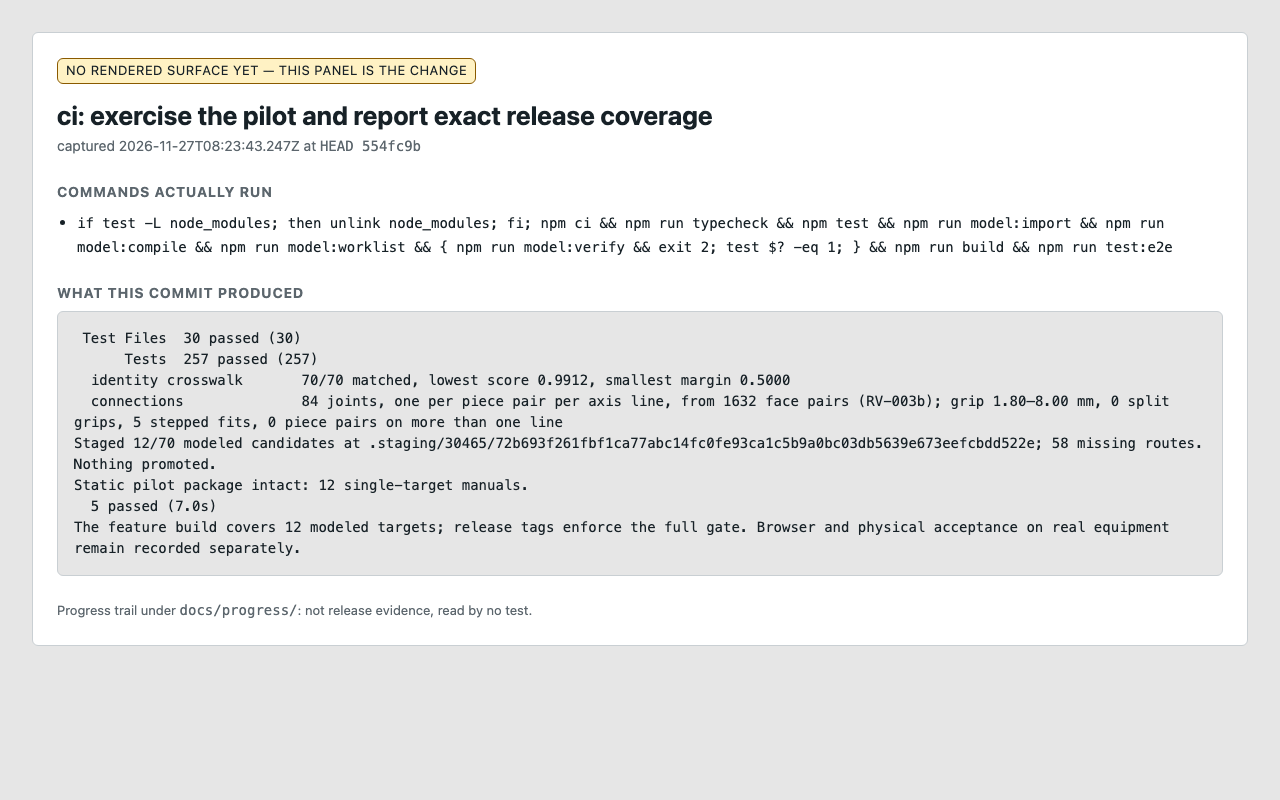 NO RENDERED SURFACE YET — THIS PANEL IS THE CHANGE
ci: exercise the pilot and report exact release coverage
captured 2026-11-27T08:23:43.247Z at HEAD 554fc9b
COMMANDS ACTUALLY RUN
• if test -L node_modules; then unlink node_modules; fi; npm ci && npm run typecheck && npm test && npm run model:import && npm run
model:compile && npm run model:worklist && { npm run model:verify && exit 2; test $? -eq 1; } && npm run build && npm run test:e2e
WHAT THIS COMMIT PRODUCED
Test Files  30 passed (30)
Tests  257 passed (257)
identity crosswalk       70/70 matched, lowest score 0.9912, smallest margin 0.5000
connections              84 joints, one per piece pair per axis line, from 1632 face pairs (RV-003b); grip 1.80–8.00 mm, 0 split
grips, 5 stepped fits, 0 piece pairs on more than one line
Staged 12/70 modeled candidates at .staging/30465/72b693f261fbf1ca77abc14fc0fe93ca1c5b9a0bc03db5639e673eefcbdd522e; 58 missing routes.
Nothing promoted.
Static pilot package intact: 12 single-target manuals.
5 passed (7.0s)
The feature build covers 12 modeled targets; release tags enforce the full gate. Browser and physical acceptance on real equipment
remain recorded separately.
Progress trail under docs/progress/: not release evidence, read by no test.